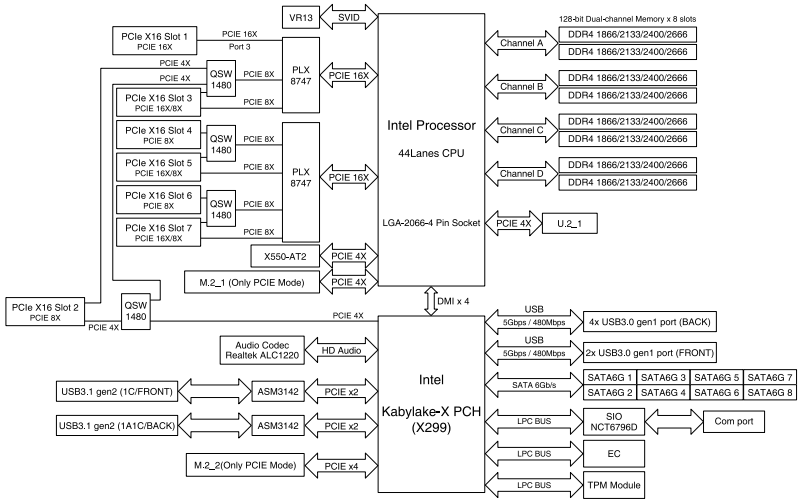 VR13
SVID
128-bit Dual-channel Memory x 8 slots
PCIe X16 Slot 1
PCIE 16X
PCIE 16X
Port 3
PCIE 4X
PCIE 4X
QSW
1480
PCIE 8X
PLX
8747
PCIE 16X
PCIe X16 Slot 3
PCIE 16X/8X
PCIE 8X
PCIe X16 Slot 4
PCIE 8X
QSW
1480
PCIE 8X
PCIe X16 Slot 5
PCIE 16X/8X
PCIE 8X
PLX
8747
PCIE 16X
PCIe X16 Slot 6
PCIE 8X
QSW
1480
PCIE 8X
PCIe X16 Slot 7
PCIE 16X/8X
PCIE 8X
Intel Processor
44Lanes CPU
LGA-2066-4 Pin Socket
Channel A
DDR4 1866/2133/2400/2666
DDR4 1866/2133/2400/2666
Channel B
DDR4 1866/2133/2400/2666
DDR4 1866/2133/2400/2666
Channel C
DDR4 1866/2133/2400/2666
DDR4 1866/2133/2400/2666
Channel D
DDR4 1866/2133/2400/2666
DDR4 1866/2133/2400/2666
PCIE 4X
U.2_1
X550-AT2
PCIE 4X
M.2_1 (Only PCIE Mode)
PCIE 4X
DMI x 4
PCIe X16 Slot 2
PCIE 8X
PCIE 4X
QSW
1480
PCIE 4X
Audio Codec
Realtek ALC1220
HD Audio
USB3.1 gen2 (1C/FRONT)
ASM3142
PCIE x2
USB3.1 gen2 (1A1C/BACK)
ASM3142
PCIE x2
M.2_2(Only PCIE Mode)
PCIE x4
Intel
Kabylake-X PCH
(X299)
USB
5Gbps / 480Mbps
4x USB3.0 gen1 port (BACK)
USB
5Gbps / 480Mbps
2x USB3.0 gen1 port (FRONT)
SATA 6Gb/s
SATA6G 1 SATA6G 3 SATA6G 5 SATA6G 7
SATA6G 2 SATA6G 4 SATA6G 6 SATA6G 8
LPC BUS
SIO
NCT6796D
Com port
LPC BUS
EC
LPC BUS
TPM Module